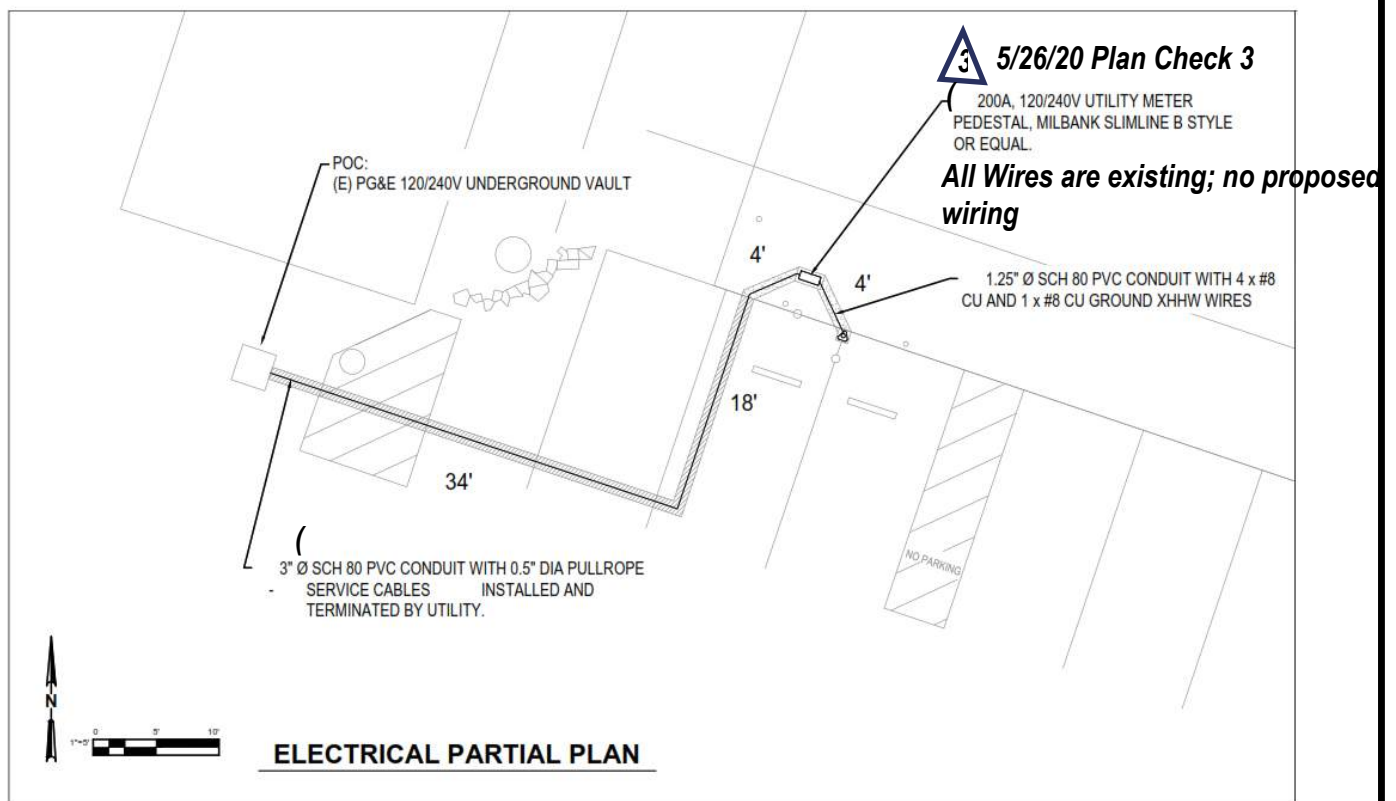 3 5/26/20 Plan Check 3
( 200A, 120/240V UTILITY METER
PEDESTAL, MILBANK SLIMLINE B STYLE
OR EQUAL.
All Wires are existing; no proposed
wiring
POC:
(E) PG&E 120/240V UNDERGROUND VAULT
4'
4'
1.25" Ø SCH 80 PVC CONDUIT WITH 4 x #8
CU AND 1 x #8 CU GROUND XHHW WIRES
18'
34'
NO PARKING
(
3" Ø SCH 80 PVC CONDUIT WITH 0.5" DIA PULLROPE
- SERVICE CABLES INSTALLED AND
TERMINATED BY UTILITY.
N
0 5' 10'
1"=5'
ELECTRICAL PARTIAL PLAN